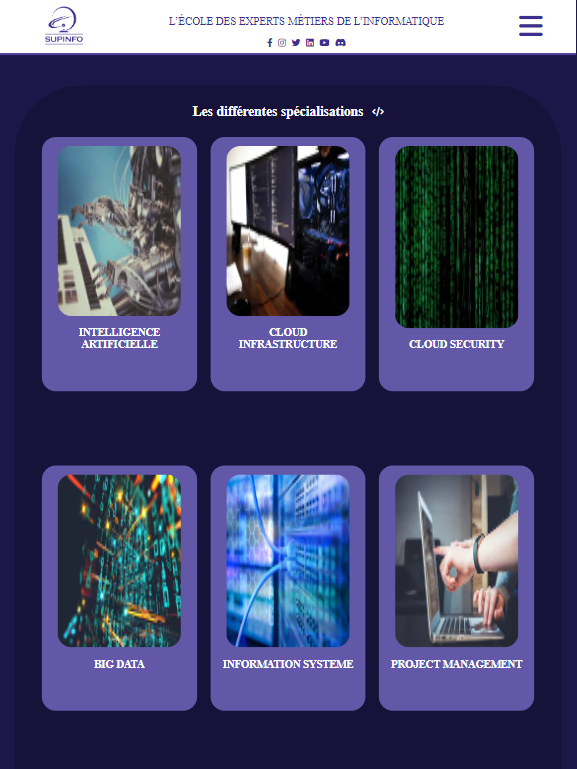 L'ÉCOLE DES EXPERTS MÉTIERS DE L'INFORMATIQUE
SUPINFO
Les différentes spécialisations </>
INTELLIGENCE
ARTIFICIELLE
CLOUD
INFRASTRUCTURE
CLOUD SECURITY
BIG DATA
INFORMATION SYSTEME
PROJECT MANAGEMENT